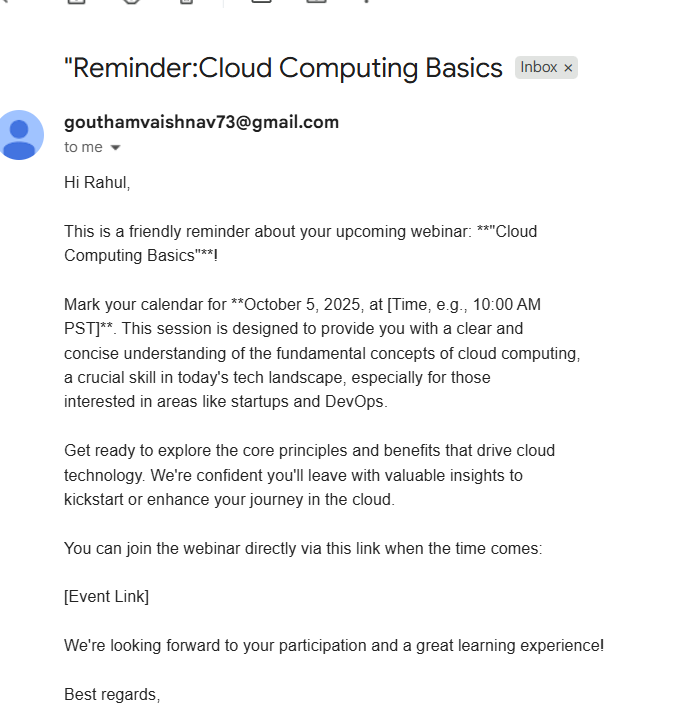 "Reminder:Cloud Computing Basics Inbox ×
gouthamvaishnav73@gmail.com
to me
Hi Rahul,
This is a friendly reminder about your upcoming webinar: **"Cloud
Computing Basics"**!
Mark your calendar for **October 5, 2025, at [Time, e.g., 10:00 AM
PST]**. This session is designed to provide you with a clear and
concise understanding of the fundamental concepts of cloud computing,
a crucial skill in today's tech landscape, especially for those
interested in areas like startups and DevOps.
Get ready to explore the core principles and benefits that drive cloud
technology. We're confident you'll leave with valuable insights to
kickstart or enhance your journey in the cloud.
You can join the webinar directly via this link when the time comes:
[Event Link]
We're looking forward to your participation and a great learning experience!
Best regards,